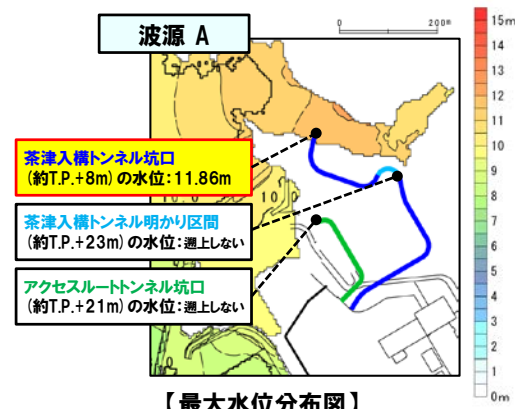 波源 A
0 200m
茶津入構トンネル坑口
(約T.P.+8m)の水位:11.86m
茶津入構トンネル明かり区間
(約T.P.+23m)の水位:遡上しない
アクセスルートトンネル坑口
(約T.P.+21m)の水位:遡上しない
15m
14
13
12
11
10
9
8
7
6
5
4
3
2
1
0m
【最大水位分布図】